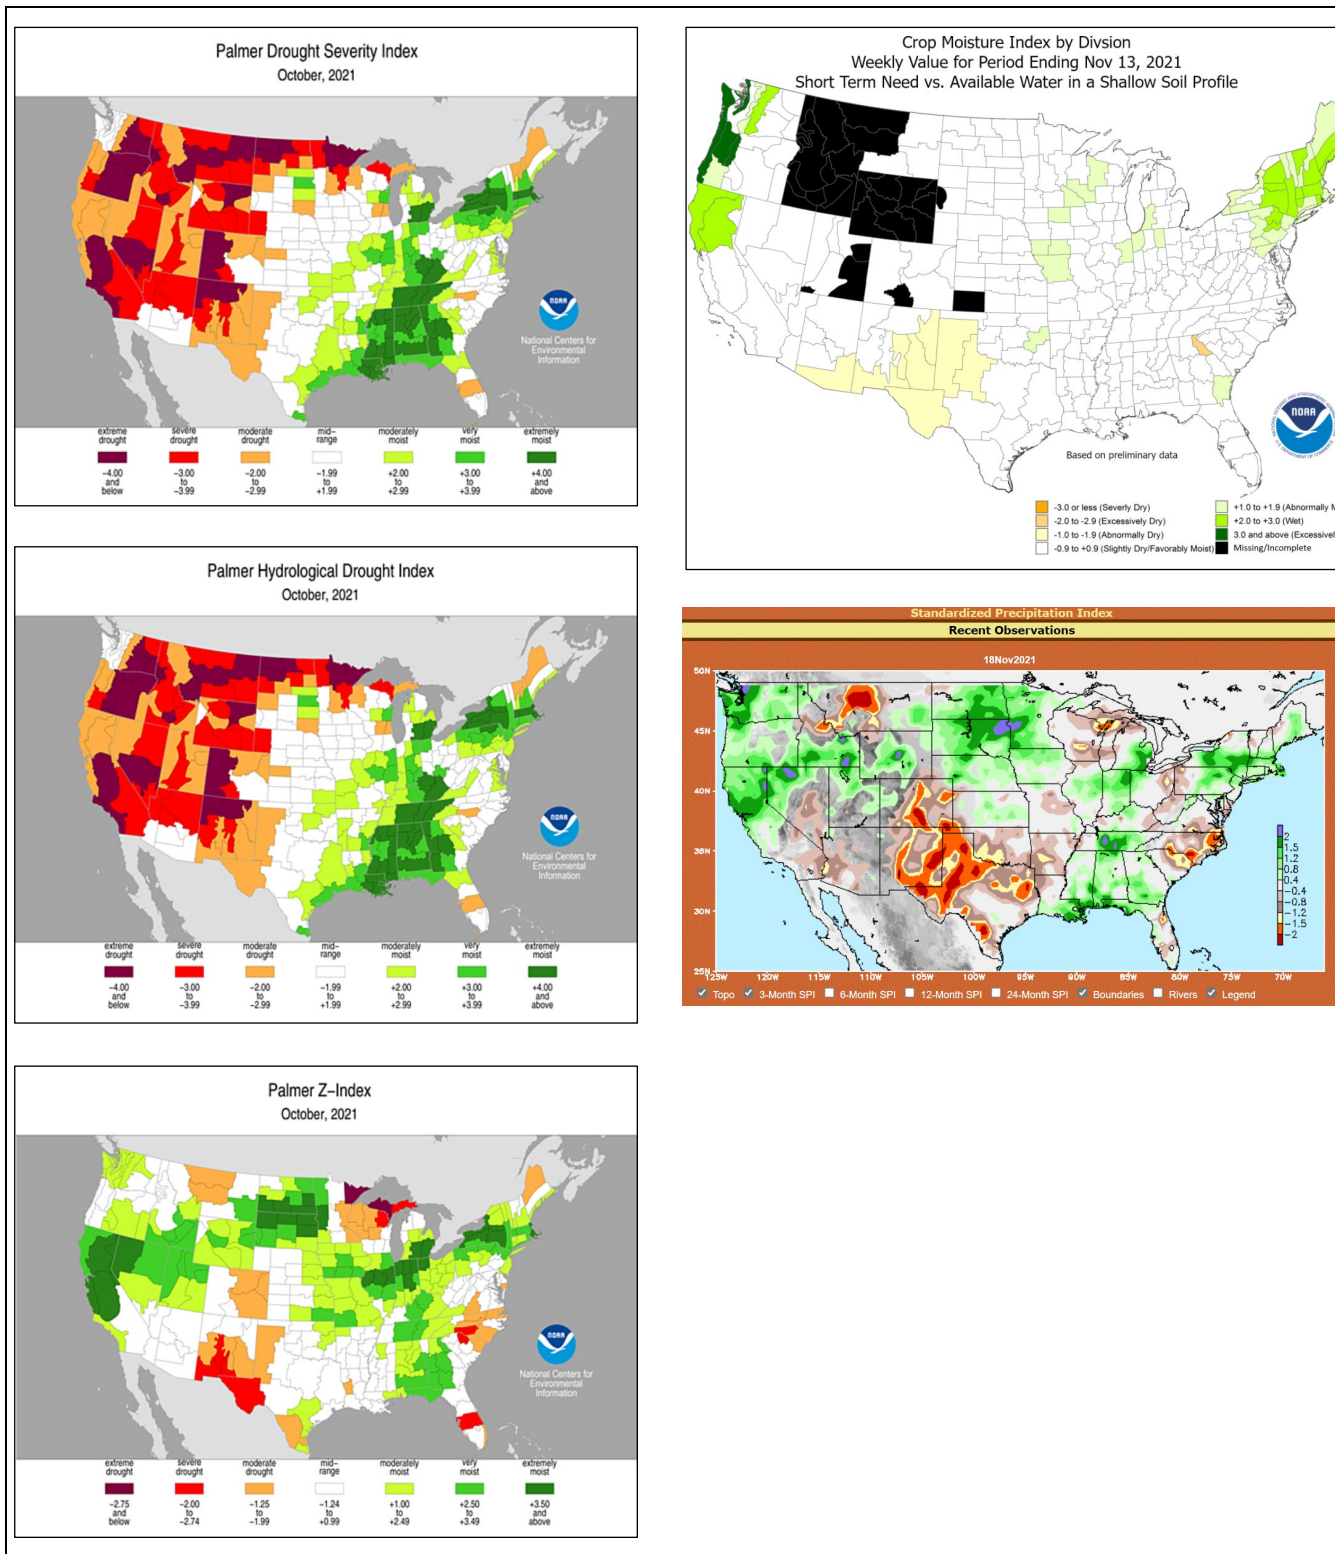 Palmer Drought Severity Index
October, 2021
NOAA
National Centers for
Environmental
Information
extreme drought severe drought moderate drought mid-range moderately moist very moist extremely moist
-4.00 and below -3.00 to -3.99 -2.00 to -2.99 -1.99 to +1.99 +2.00 to +2.99 +3.00 to +3.99 +4.00 and above
Crop Moisture Index by Divsion
Weekly Value for Period Ending Nov 13, 2021
Short Term Need vs. Available Water in a Shallow Soil Profile
NOAA
Based on preliminary data
-3.0 or less (Severly Dry)
-2.0 to -2.9 (Excessively Dry)
-1.0 to -1.9 (Abnormally Dry)
-0.9 to +0.9 (Slightly Dry/Favorably Moist)
+1.0 to +1.9 (Abnormally M
+2.0 to +3.0 (Wet)
3.0 and above (Excessivel
Missing/Incomplete
Palmer Hydrological Drought Index
October, 2021
NOAA
National Centers for
Environmental
Information
extreme drought severe drought moderate drought mid-range moderately moist very moist extremely moist
-4.00 and below -3.00 to -3.99 -2.00 to -2.99 -1.99 to +1.99 +2.00 to +2.99 +3.00 to +3.99 +4.00 and above
Standardized Precipitation Index
Recent Observations
18Nov2021
50N
45N
40N
35N
30N
25N
125W 120W 115W 110W 105W 100W 95W 90W 85W 80W 75W 70W
2
1.5
1.2
0.8
0.4
-0.4
-0.8
-1.2
-1.5
-2
Topo 3-Month SPI 6-Month SPI 12-Month SPI 24-Month SPI Boundaries Rivers Legend
Palmer Z-Index
October, 2021
NOAA
National Centers for
Environmental
Information
extreme drought severe drought moderate drought mid-range moderately moist very moist extremely moist
-2.75 and below -2.00 to -2.74 -1.25 to -1.99 -1.24 to +0.99 +1.00 to +2.49 +2.50 to +3.49 +3.50 and above